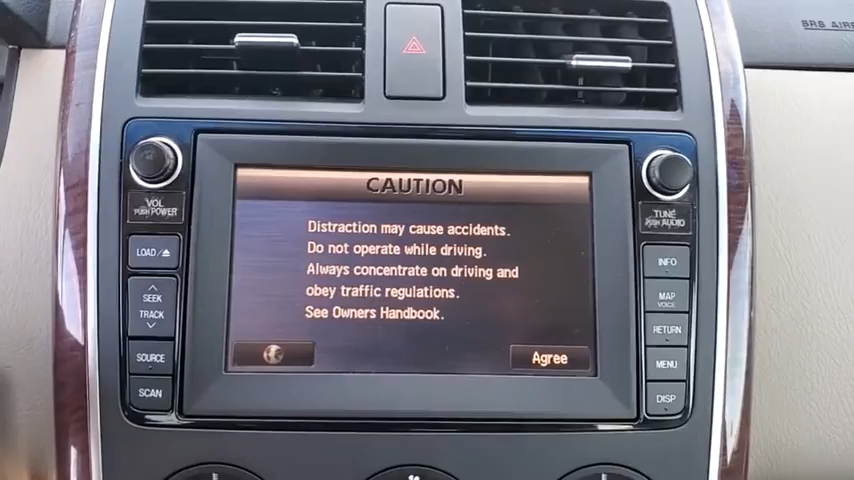 SRS AIRBAG
CAUTION
VOL
PUSH POWER
TUNE
PUSH AUDIO
Distraction may cause accidents.
Do not operate while driving.
Always concentrate on driving and
obey traffic regulations.
See Owners Handbook.
LOAD/
INFO
SEEK
TRACK
MAP
VOICE
RETURN
SOURCE
Agree
MENU
SCAN
DISP